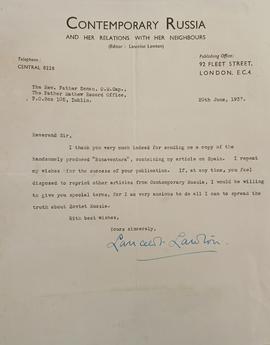 CONTEMPORARY RUSSIA
AND HER RELATIONS WITH HER NEIGHBOURS
(Editor : Lancelot Lawton)
Telephone :
CENTRAL 8228
Publishing Office:
92 FLEET STREET,
LONDON, E.C.4
The Rev. Father Senan, O.M.Cap.,
The Father Mathew Record Office,
P.O.Box 105, Dublin.
29th June, 1937.
Reverend Sir,
I thank you very much indeed for sending me a copy of the
handsomely produced "Bonaventura", containing my article on Spain. I repeat
my wishes for the success of your publication. If, at any time, you feel
disposed to reprint other articles from Contemporary Russia, I would be willing
to give you special terms, for I am very anxious to do all I can to spread the
truth about Soviet Russia.
With best wishes,
Yours sincerely,
Lancelot Lawton.